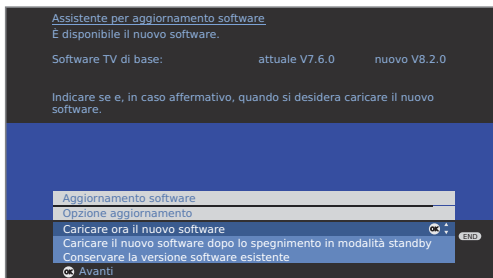 Assistente per aggiornamento software
È disponibile il nuovo software.
Software TV di base: attuale V7.6.0 nuovo V8.2.0
Indicare se e, in caso affermativo, quando si desidera caricare il nuovo
software.
Aggiornamento software
Opzione aggiornamento
Caricare ora il nuovo software OK
END
Caricare il nuovo software dopo lo spegnimento in modalità standby
Conservare la versione software esistente
OK Avanti